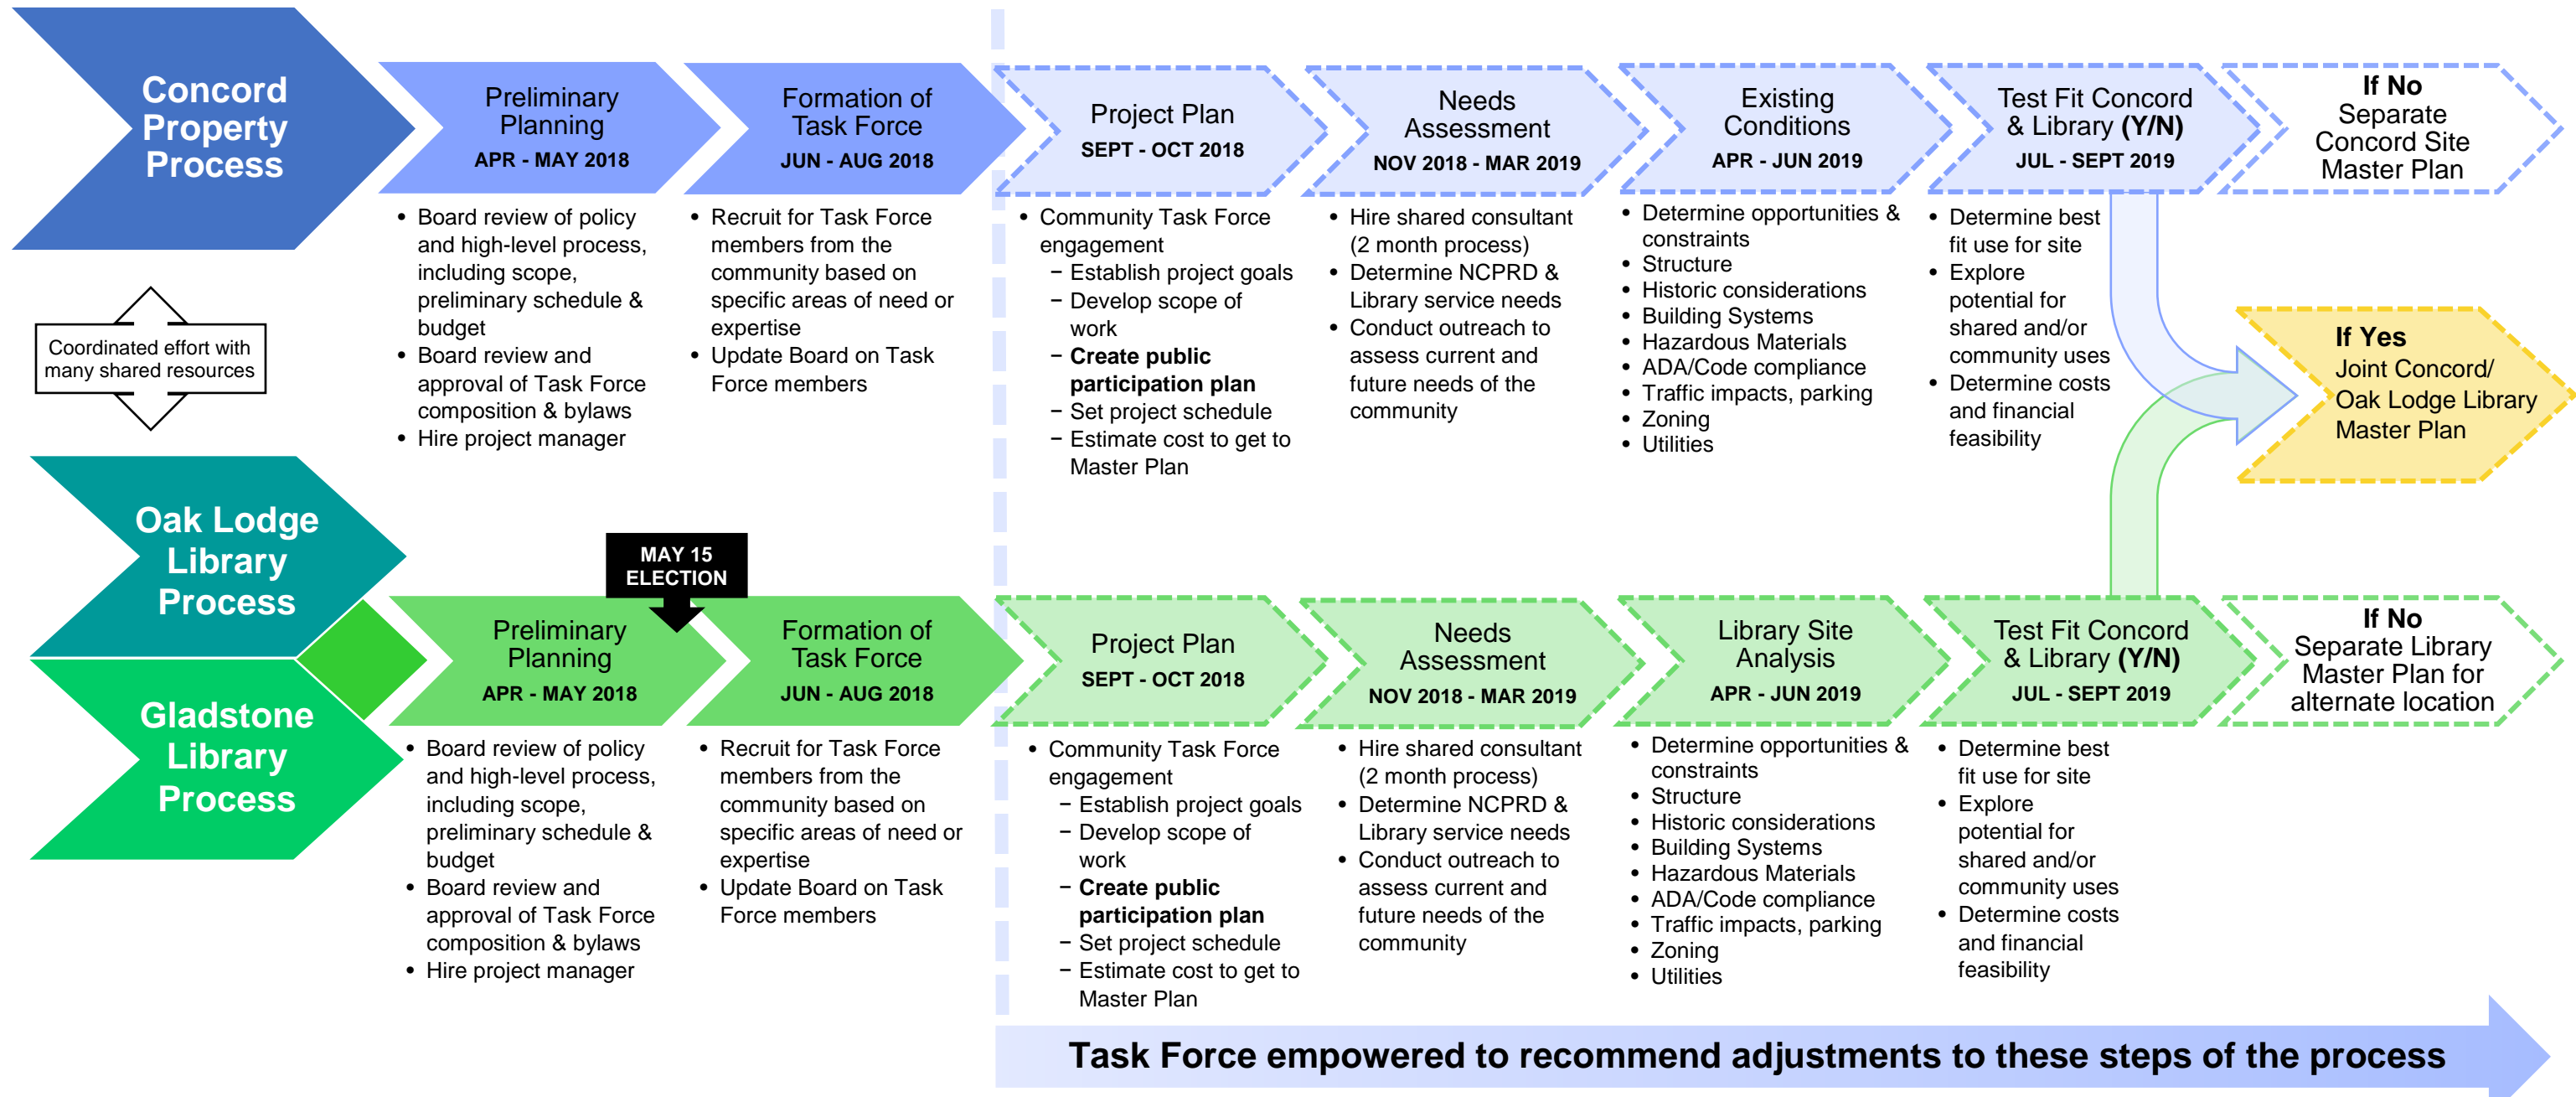 Concord
Property
Process
Preliminary
Planning
APR - MAY 2018
Formation of
Task Force
JUN - AUG 2018
Project Plan
SEPT - OCT 2018
Needs
Assessment
NOV 2018 - MAR 2019
Existing
Conditions
APR - JUN 2019
Test Fit Concord
& Library (Y/N)
JUL - SEPT 2019
If No
Separate
Concord Site
Master Plan
• Board review of policy
and high-level process,
including scope,
preliminary schedule &
budget
• Board review and
approval of Task Force
composition & bylaws
• Hire project manager
• Recruit for Task Force
members from the
community based on
specific areas of need or
expertise
• Update Board on Task
Force members
• Community Task Force
engagement
− Establish project goals
− Develop scope of
work
− Create public
participation plan
− Set project schedule
− Estimate cost to get to
Master Plan
• Hire shared consultant
(2 month process)
• Determine NCPRD &
Library service needs
• Conduct outreach to
assess current and
future needs of the
community
• Determine opportunities &
constraints
• Structure
• Historic considerations
• Building Systems
• Hazardous Materials
• ADA/Code compliance
• Traffic impacts, parking
• Zoning
• Utilities
• Determine best
fit use for site
• Explore
potential for
shared and/or
community uses
• Determine costs
and financial
feasibility
Coordinated effort with
many shared resources
If Yes
Joint Concord/
Oak Lodge Library
Master Plan
Oak Lodge
Library
Process
Gladstone
Library
Process
MAY 15
ELECTION
Preliminary
Planning
APR - MAY 2018
Formation of
Task Force
JUN - AUG 2018
Project Plan
SEPT - OCT 2018
Needs
Assessment
NOV 2018 - MAR 2019
Library Site
Analysis
APR - JUN 2019
Test Fit Concord
& Library (Y/N)
JUL - SEPT 2019
If No
Separate Library
Master Plan for
alternate location
• Board review of policy
and high-level process,
including scope,
preliminary schedule &
budget
• Board review and
approval of Task Force
composition & bylaws
• Hire project manager
• Recruit for Task Force
members from the
community based on
specific areas of need or
expertise
• Update Board on Task
Force members
• Community Task Force
engagement
− Establish project goals
− Develop scope of
work
− Create public
participation plan
− Set project schedule
− Estimate cost to get to
Master Plan
• Hire shared consultant
(2 month process)
• Determine NCPRD &
Library service needs
• Conduct outreach to
assess current and
future needs of the
community
• Determine opportunities &
constraints
• Structure
• Historic considerations
• Building Systems
• Hazardous Materials
• ADA/Code compliance
• Traffic impacts, parking
• Zoning
• Utilities
• Determine best
fit use for site
• Explore
potential for
shared and/or
community uses
• Determine costs
and financial
feasibility
Task Force empowered to recommend adjustments to these steps of the process